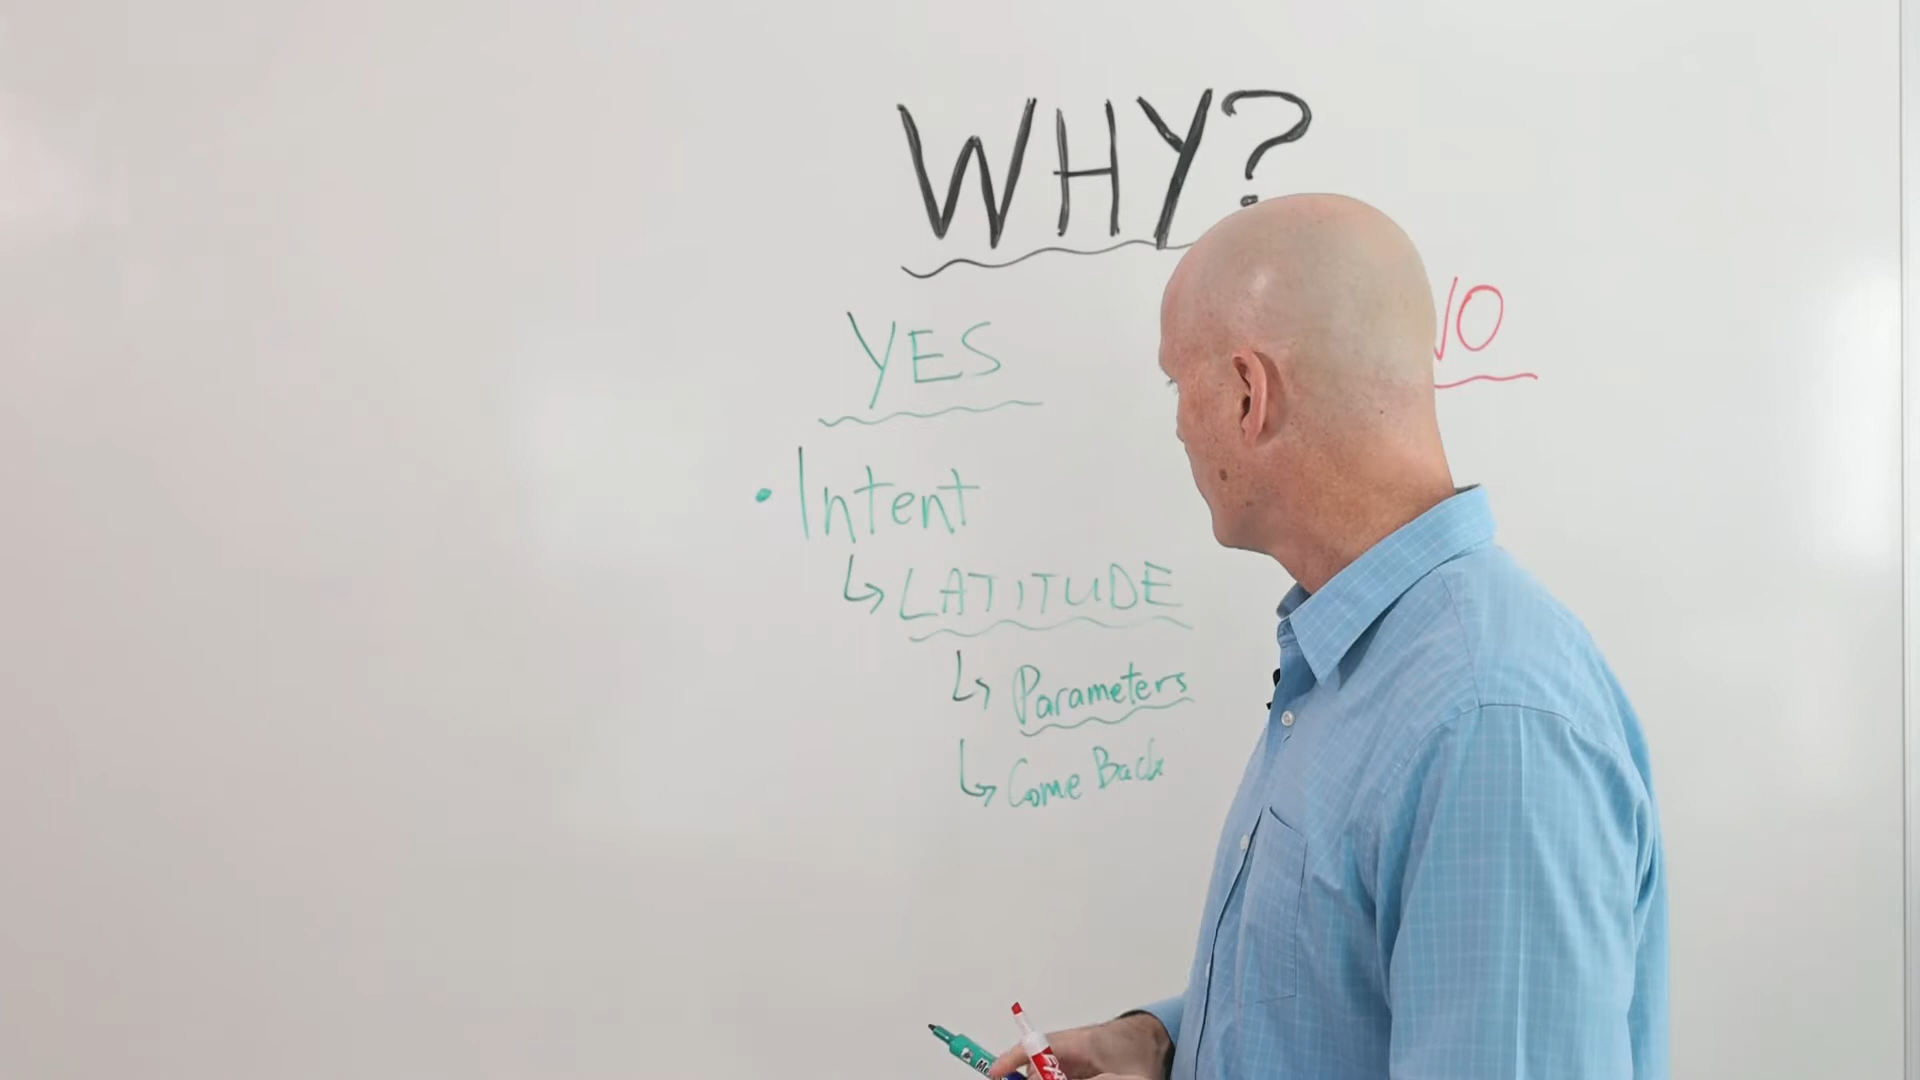 WHY?
YES
NO
• Intent
↳ LATITUDE
↳ Parameters
↳ Come Back